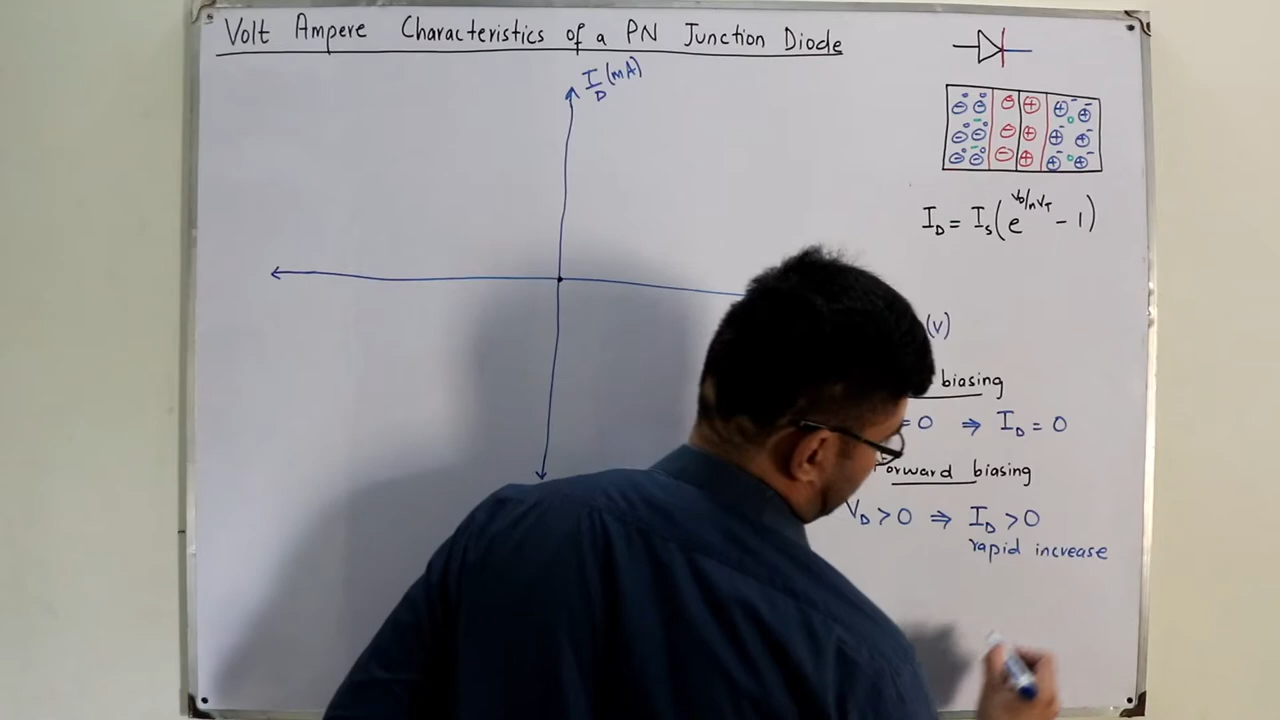 Volt Ampere Characteristics of a PN Junction Diode
I_D (mA)
I_D = I_s (e^{V_D/nV_T} - 1)
(V)
biasing
= 0 ⇒ I_D = 0
Forward biasing
V_D > 0 ⇒ I_D > 0
rapid increase